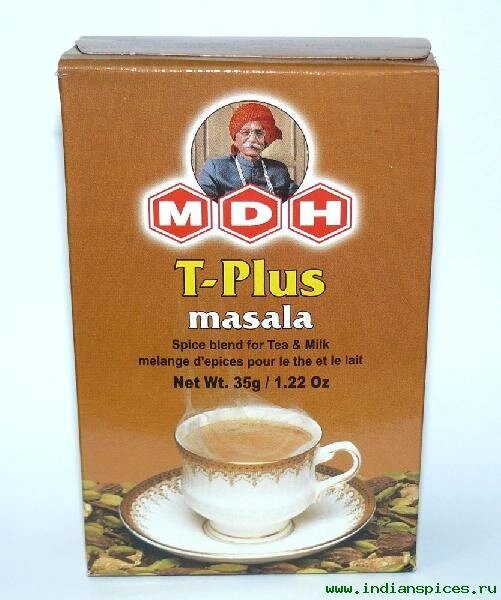 MDH
T-Plus
masala
Spice blend for Tea & Milk
melange d'epices pour le the et le lait
Net Wt. 35g / 1.22 Oz
www.indianspices.ru